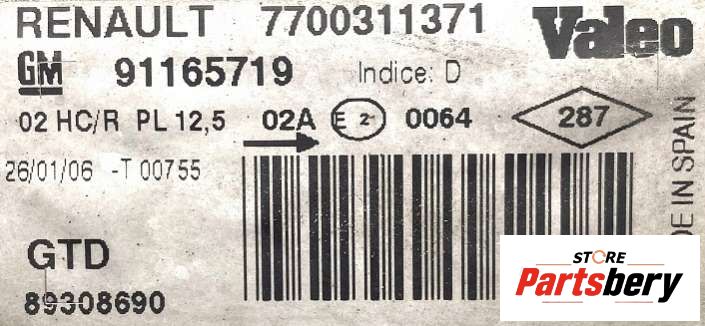 RENAULT 7700311371 Valeo
GM 91165719 Indice: D
02 HC/R PL 12,5 02A E 2 0064 287
26/01/06 -T 00755
GTD
89308690
DE IN SPAIN
STORE
Partsbery